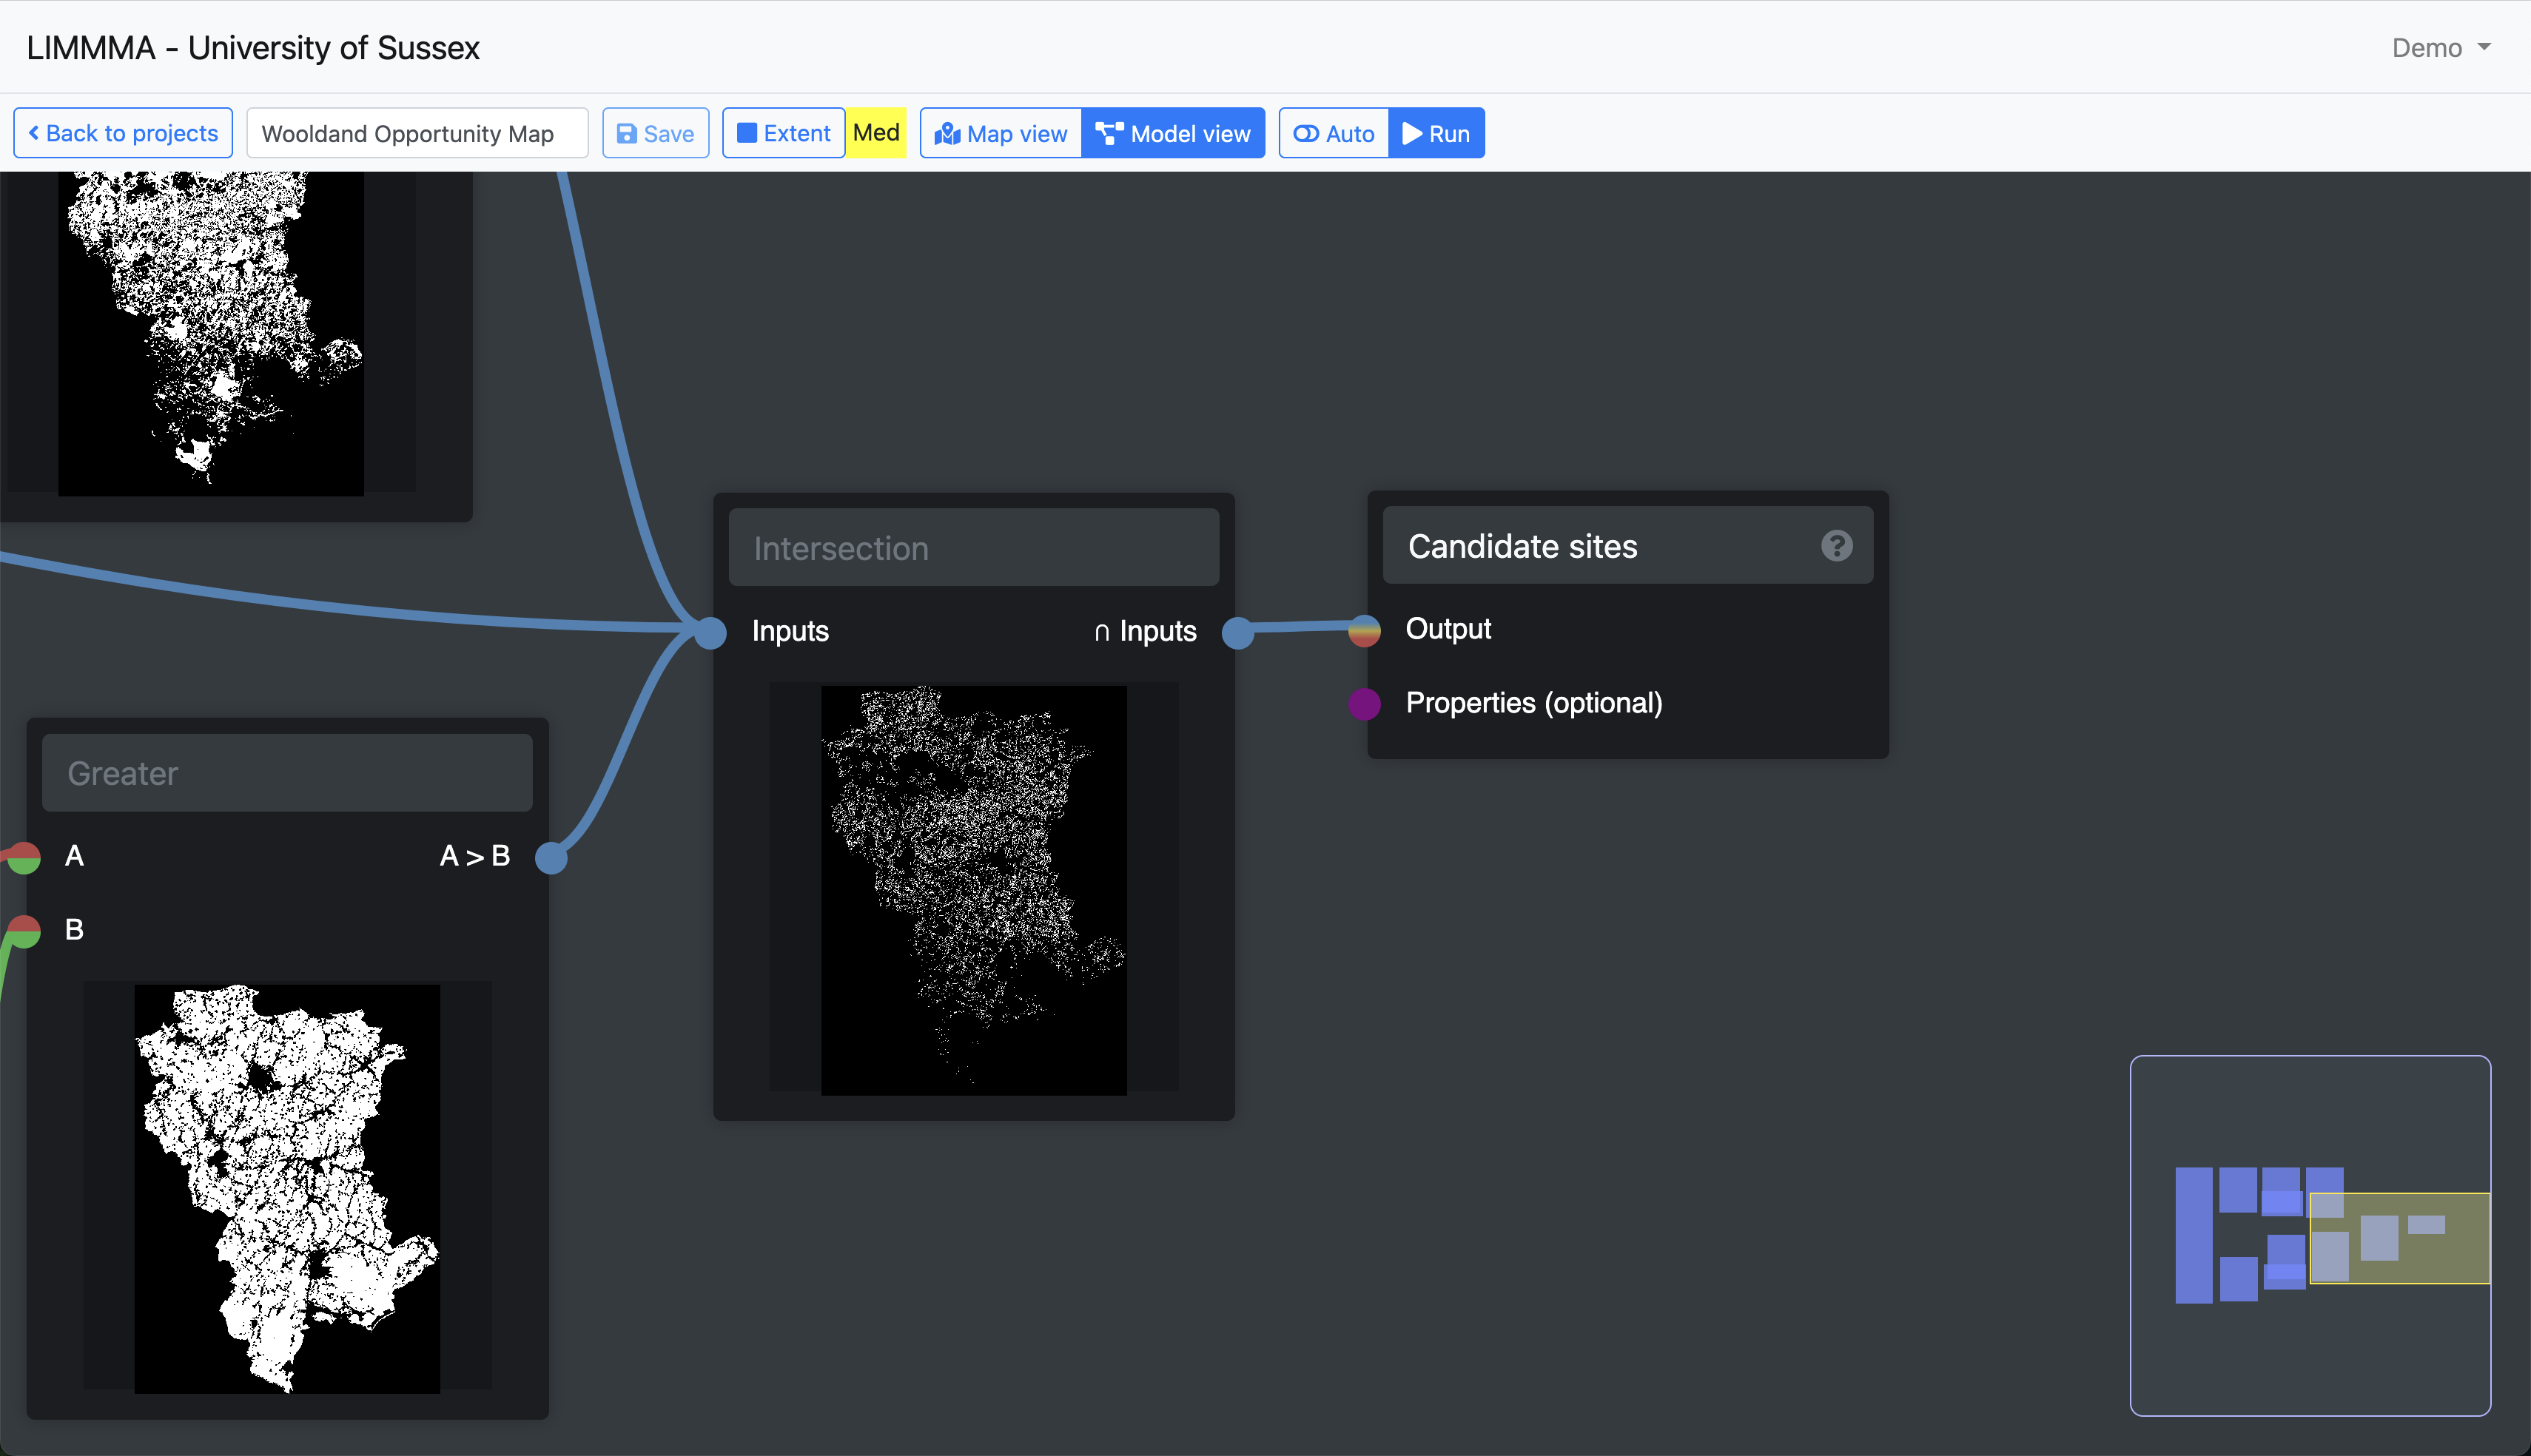 LIMMMA - University of Sussex
Demo
Back to projects
Wooldand Opportunity Map
Save
Extent
Med
Map view
Model view
Auto
Run
Intersection
Inputs
∩ Inputs
Candidate sites
?
Output
Properties (optional)
Greater
A
A > B
B